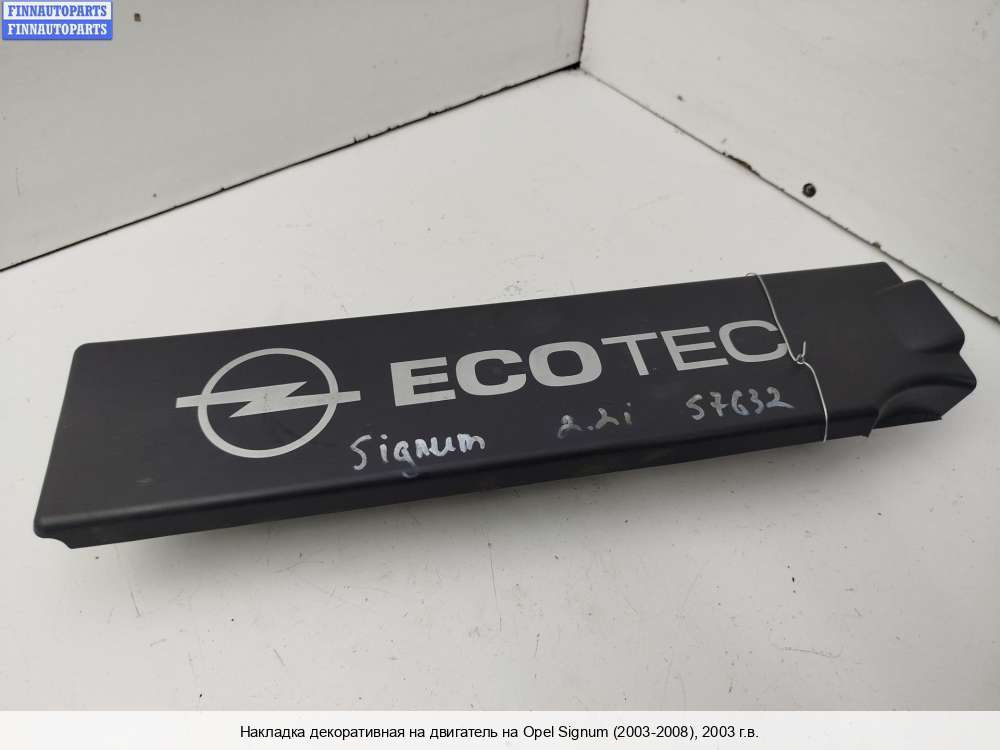 FINNAUTOPARTS
FINNAUTOPARTS
ECOTEC
Signum 2.2i 57632
Накладка декоративная на двигатель на Opel Signum (2003-2008), 2003 г.в.